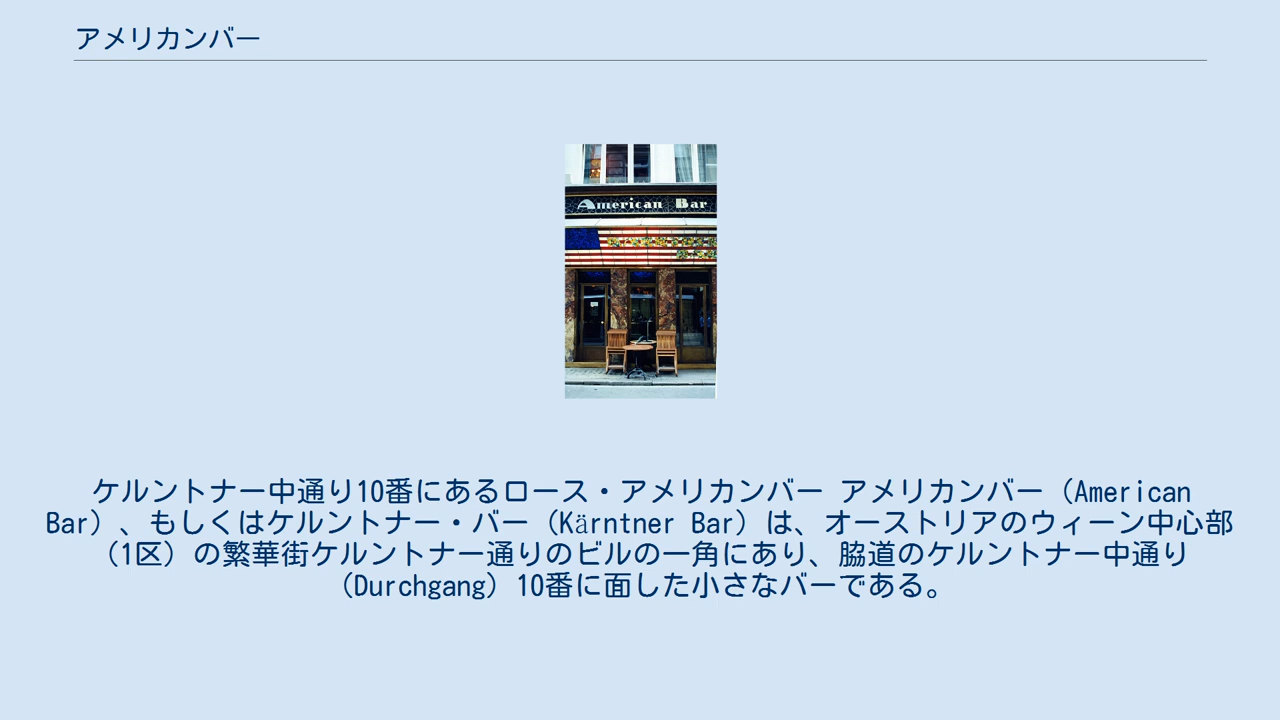 アメリカンバー
American Bar
ケルントナー中通り10番にあるロース・アメリカンバー アメリカンバー（American
Bar）、もしくはケルントナー・バー（Kärntner Bar）は、オーストリアのウィーン中心部
（1区）の繁華街ケルントナー通りのビルの一角にあり、脇道のケルントナー中通り
（Durchgang）10番に面した小さなバーである。